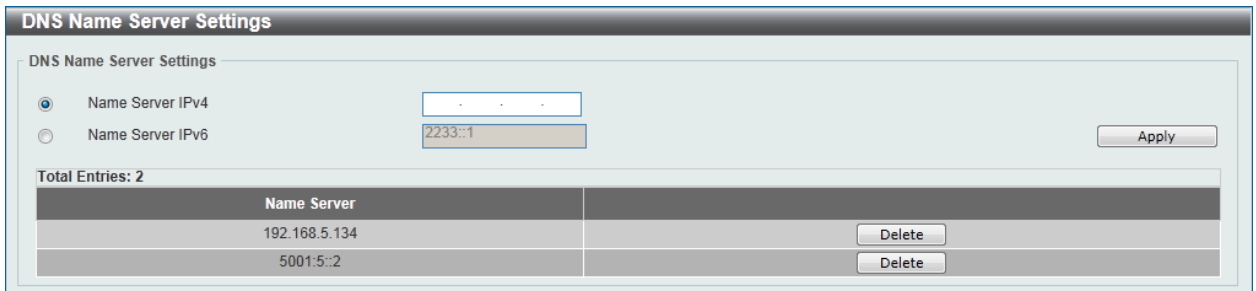 DNS Name Server Settings
DNS Name Server Settings
Name Server IPv4 . . .
Name Server IPv6 2233::1 Apply
Total Entries: 2
Name Server
192.168.5.134 Delete
5001:5::2 Delete